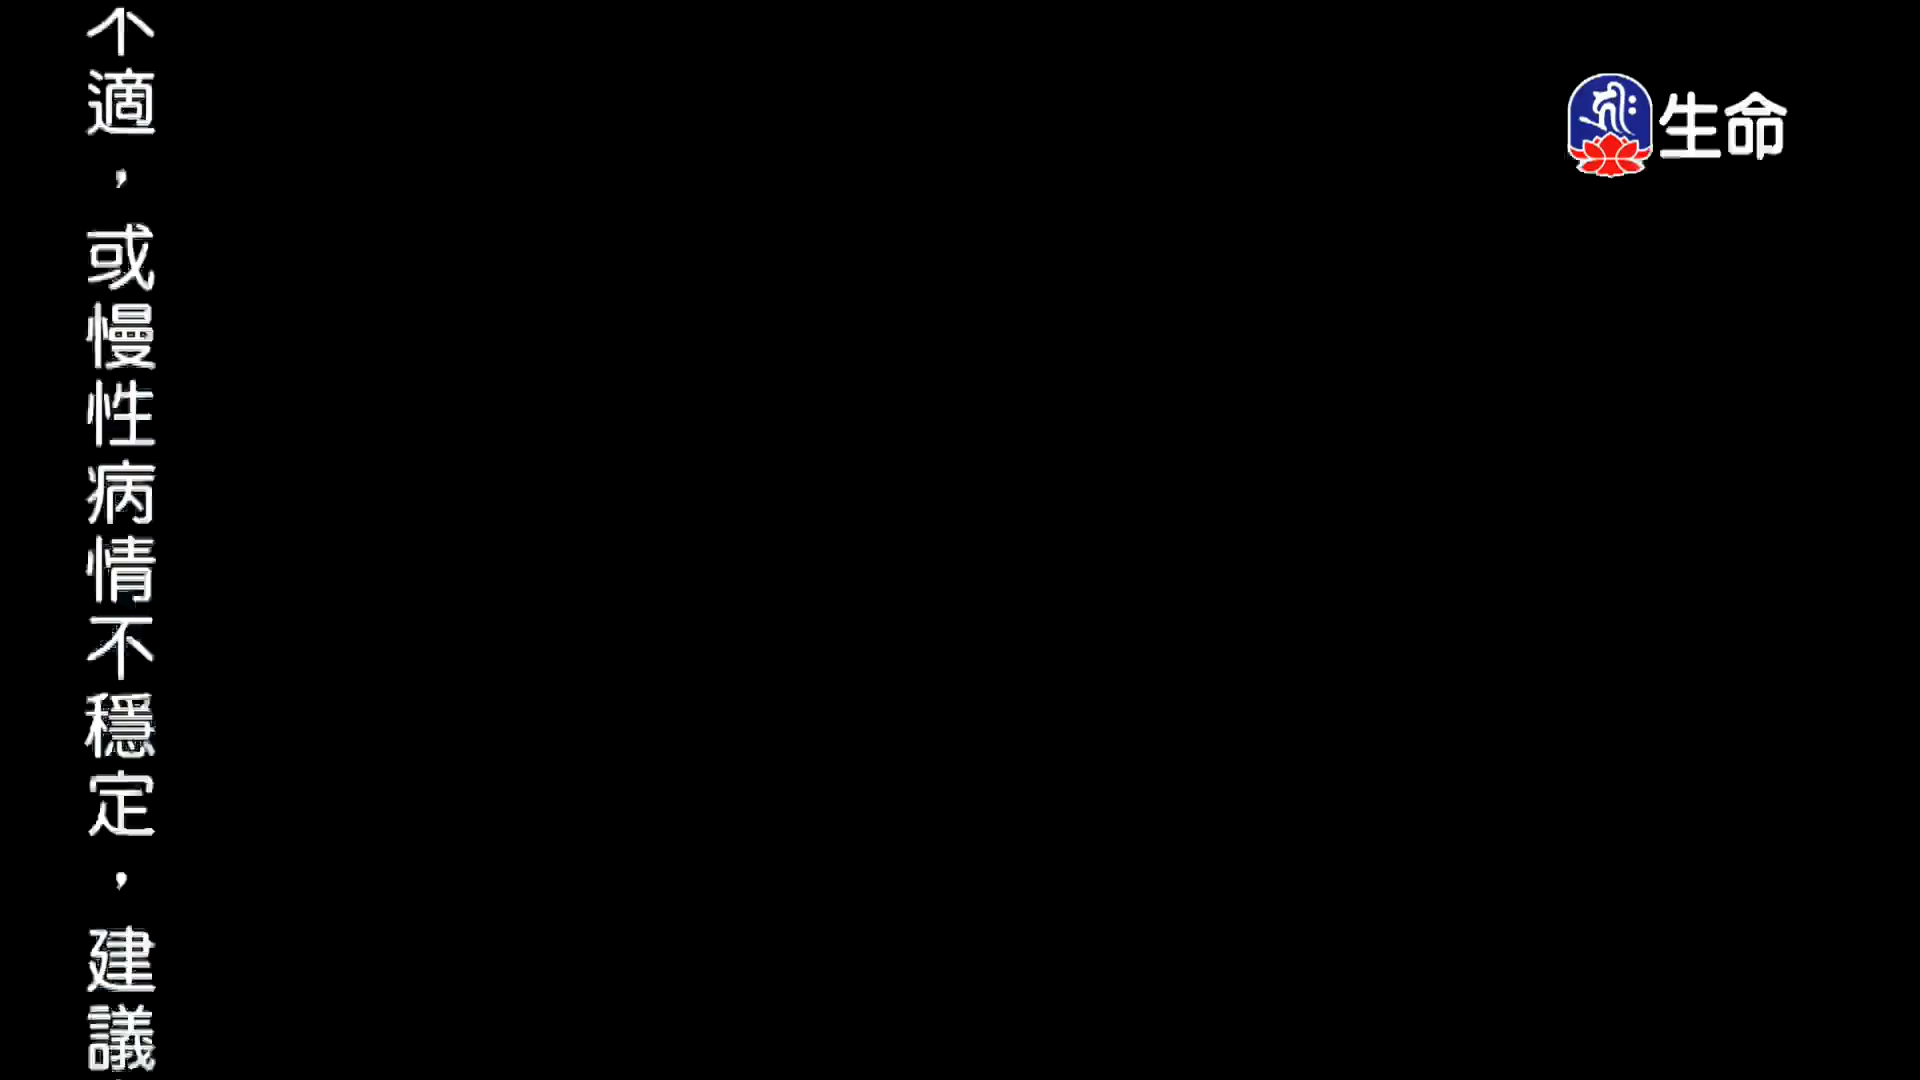 不適，或慢性病情不穩定，建議
生命